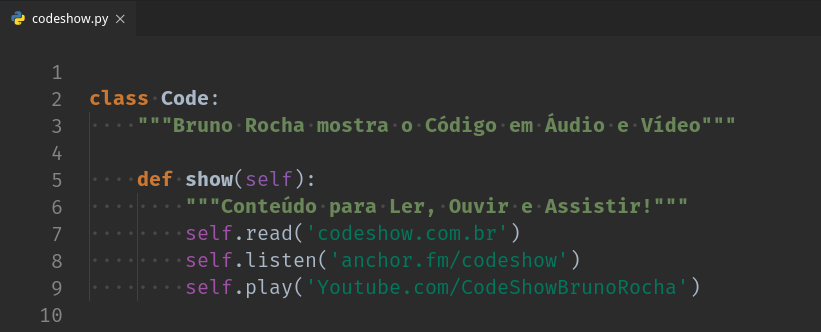 codeshow.py ×
1
2 class Code:
3     """Bruno Rocha mostra o Código em Áudio e Vídeo"""
4
5     def show(self):
6         """Conteúdo para Ler, Ouvir e Assistir!"""
7         self.read('codeshow.com.br')
8         self.listen('anchor.fm/codeshow')
9         self.play('Youtube.com/CodeShowBrunoRocha')
10